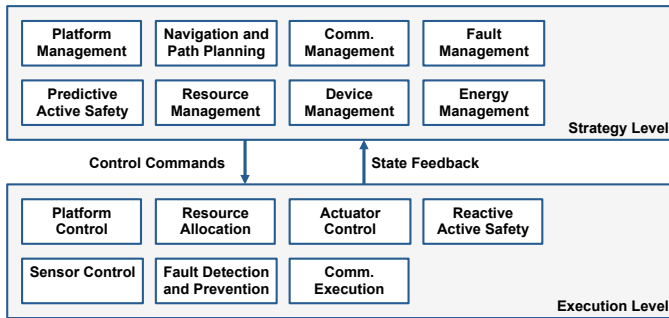 Platform
Management
Navigation and
Path Planning
Comm.
Management
Fault
Management
Predictive
Active Safety
Resource
Management
Device
Management
Energy
Management
Strategy Level
Control Commands
State Feedback
Platform
Control
Resource
Allocation
Actuator
Control
Reactive
Active Safety
Sensor Control
Fault Detection
and Prevention
Comm.
Execution
Execution Level